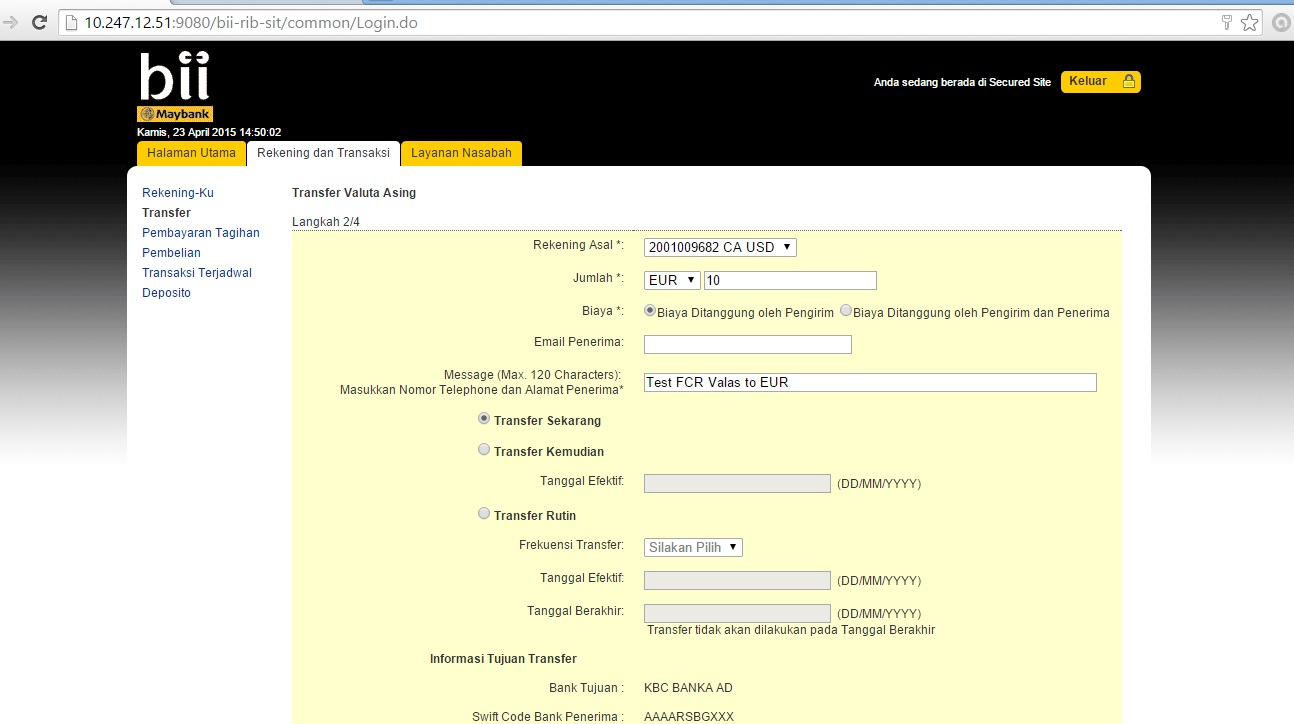 10.247.12.51:9080/bii-rib-sit/common/Login.do
bii
Maybank
Anda sedang berada di Secured Site Keluar
Kamis, 23 April 2015 14:50:02
Halaman Utama Rekening dan Transaksi Layanan Nasabah
Rekening-Ku
Transfer
Pembayaran Tagihan
Pembelian
Transaksi Terjadwal
Deposito
Transfer Valuta Asing
Langkah 2/4
Rekening Asal *: 2001009682 CA USD
Jumlah *: EUR 10
Biaya *: Biaya Ditanggung oleh Pengirim Biaya Ditanggung oleh Pengirim dan Penerima
Email Penerima:
Message (Max. 120 Characters):
Masukkan Nomor Telephone dan Alamat Penerima* Test FCR Valas to EUR
Transfer Sekarang
Transfer Kemudian
Tanggal Efektif: (DD/MM/YYYY)
Transfer Rutin
Frekuensi Transfer: Silakan Pilih
Tanggal Efektif: (DD/MM/YYYY)
Tanggal Berakhir: (DD/MM/YYYY)
Transfer tidak akan dilakukan pada Tanggal Berakhir
Informasi Tujuan Transfer
Bank Tujuan : KBC BANKA AD
Swift Code Bank Penerima : AAAARSBGXXX